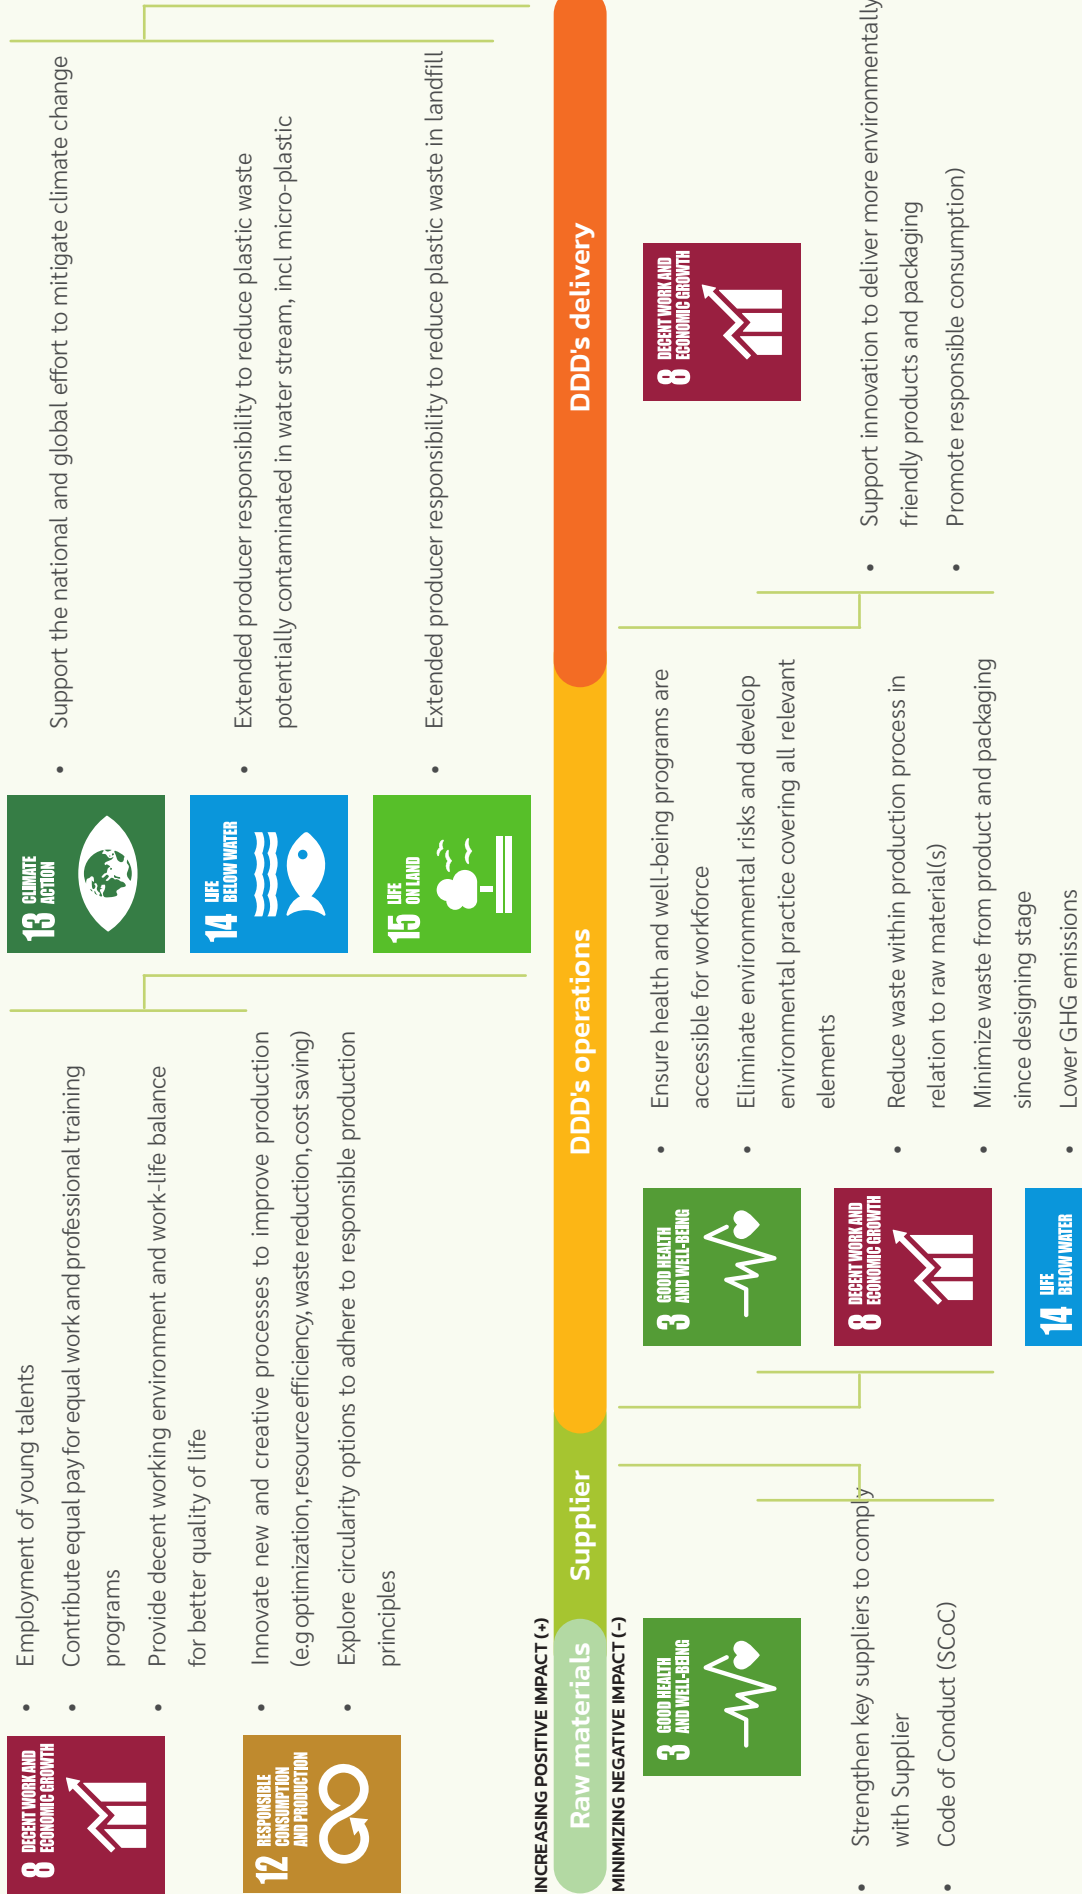 8 DECENT WORK AND
ECONOMIC GROWTH
• Employment of young talents
• Contribute equal pay for equal work and professional training
programs
• Provide decent working environment and work-life balance
for better quality of life
12 RESPONSIBLE
CONSUMPTION
AND PRODUCTION
• Innovate new and creative processes to improve production
(e.g optimization, resource efficiency, waste reduction, cost saving)
• Explore circularity options to adhere to responsible production
principles
13 CLIMATE
ACTION
• Support the national and global effort to mitigate climate change
14 LIFE
BELOW WATER
• Extended producer responsibility to reduce plastic waste
potentially contaminated in water stream, incl micro-plastic
15 LIFE
ON LAND
• Extended producer responsibility to reduce plastic waste in landfill
INCREASING POSITIVE IMPACT (+)
Raw materials
Supplier
DDD's operations
DDD's delivery
MINIMIZING NEGATIVE IMPACT (–)
3 GOOD HEALTH
AND WELL-BEING
• Strengthen key suppliers to comply
with Supplier
• Code of Conduct (SCoC)
3 GOOD HEALTH
AND WELL-BEING
• Ensure health and well-being programs are
accessible for workforce
• Eliminate environmental risks and develop
environmental practice covering all relevant
elements
8 DECENT WORK AND
ECONOMIC GROWTH
• Reduce waste within production process in
relation to raw material(s)
• Minimize waste from product and packaging
since designing stage
14 LIFE
BELOW WATER
• Lower GHG emissions
8 DECENT WORK AND
ECONOMIC GROWTH
• Support innovation to deliver more environmentally
friendly products and packaging
• Promote responsible consumption)